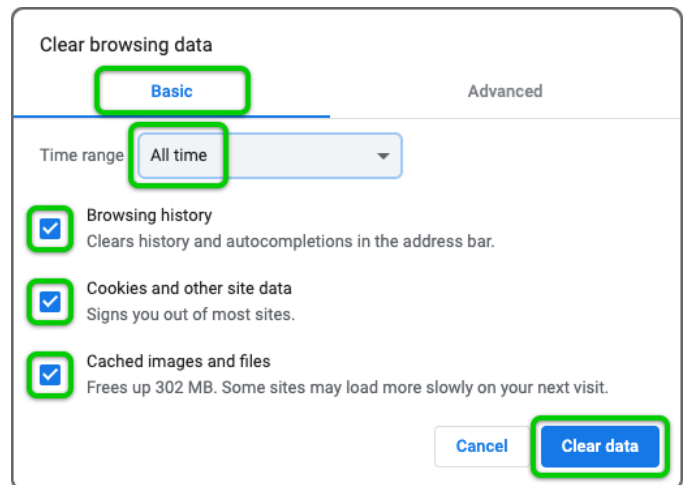 Clear browsing data
Basic Advanced
Time range All time
Browsing history
Clears history and autocompletions in the address bar.
Cookies and other site data
Signs you out of most sites.
Cached images and files
Frees up 302 MB. Some sites may load more slowly on your next visit.
Cancel Clear data